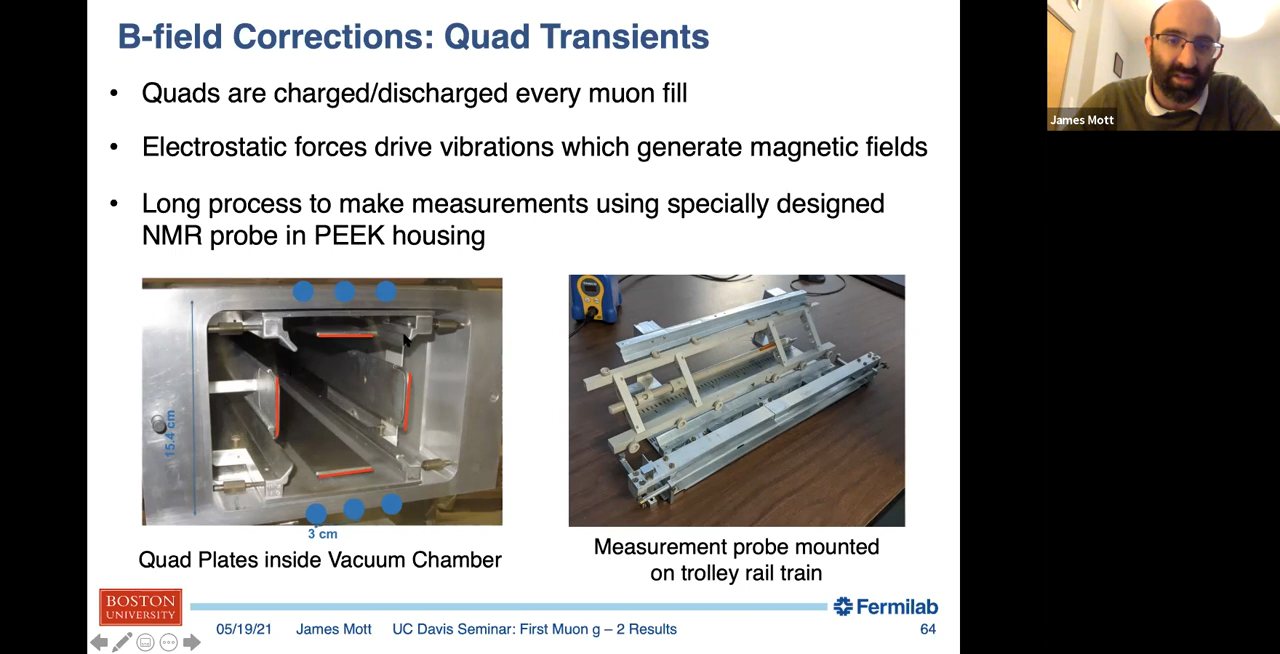 B-field Corrections: Quad Transients
• Quads are charged/discharged every muon fill
• Electrostatic forces drive vibrations which generate magnetic fields
• Long process to make measurements using specially designed
NMR probe in PEEK housing
15.4 cm
3 cm
Quad Plates inside Vacuum Chamber
Measurement probe mounted
on trolley rail train
BOSTON
UNIVERSITY
Fermilab
05/19/21 James Mott UC Davis Seminar: First Muon g – 2 Results 64
James Mott